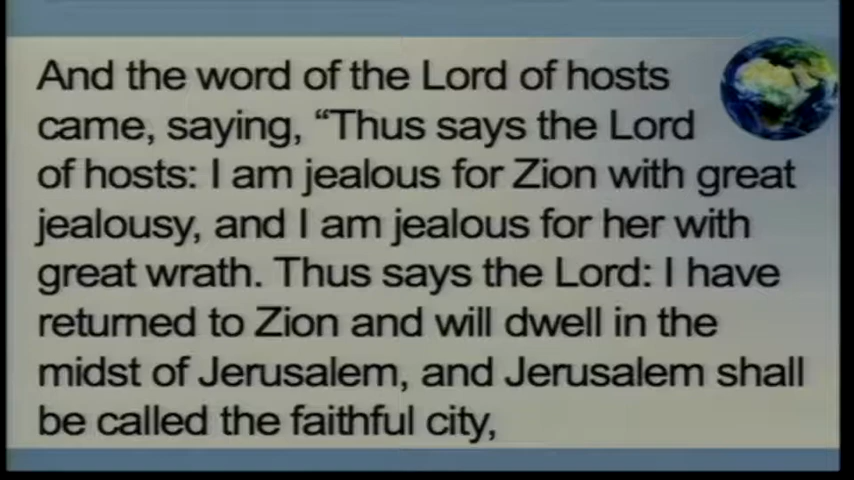 And the word of the Lord of hosts
came, saying, “Thus says the Lord
of hosts: I am jealous for Zion with great
jealousy, and I am jealous for her with
great wrath. Thus says the Lord: I have
returned to Zion and will dwell in the
midst of Jerusalem, and Jerusalem shall
be called the faithful city,